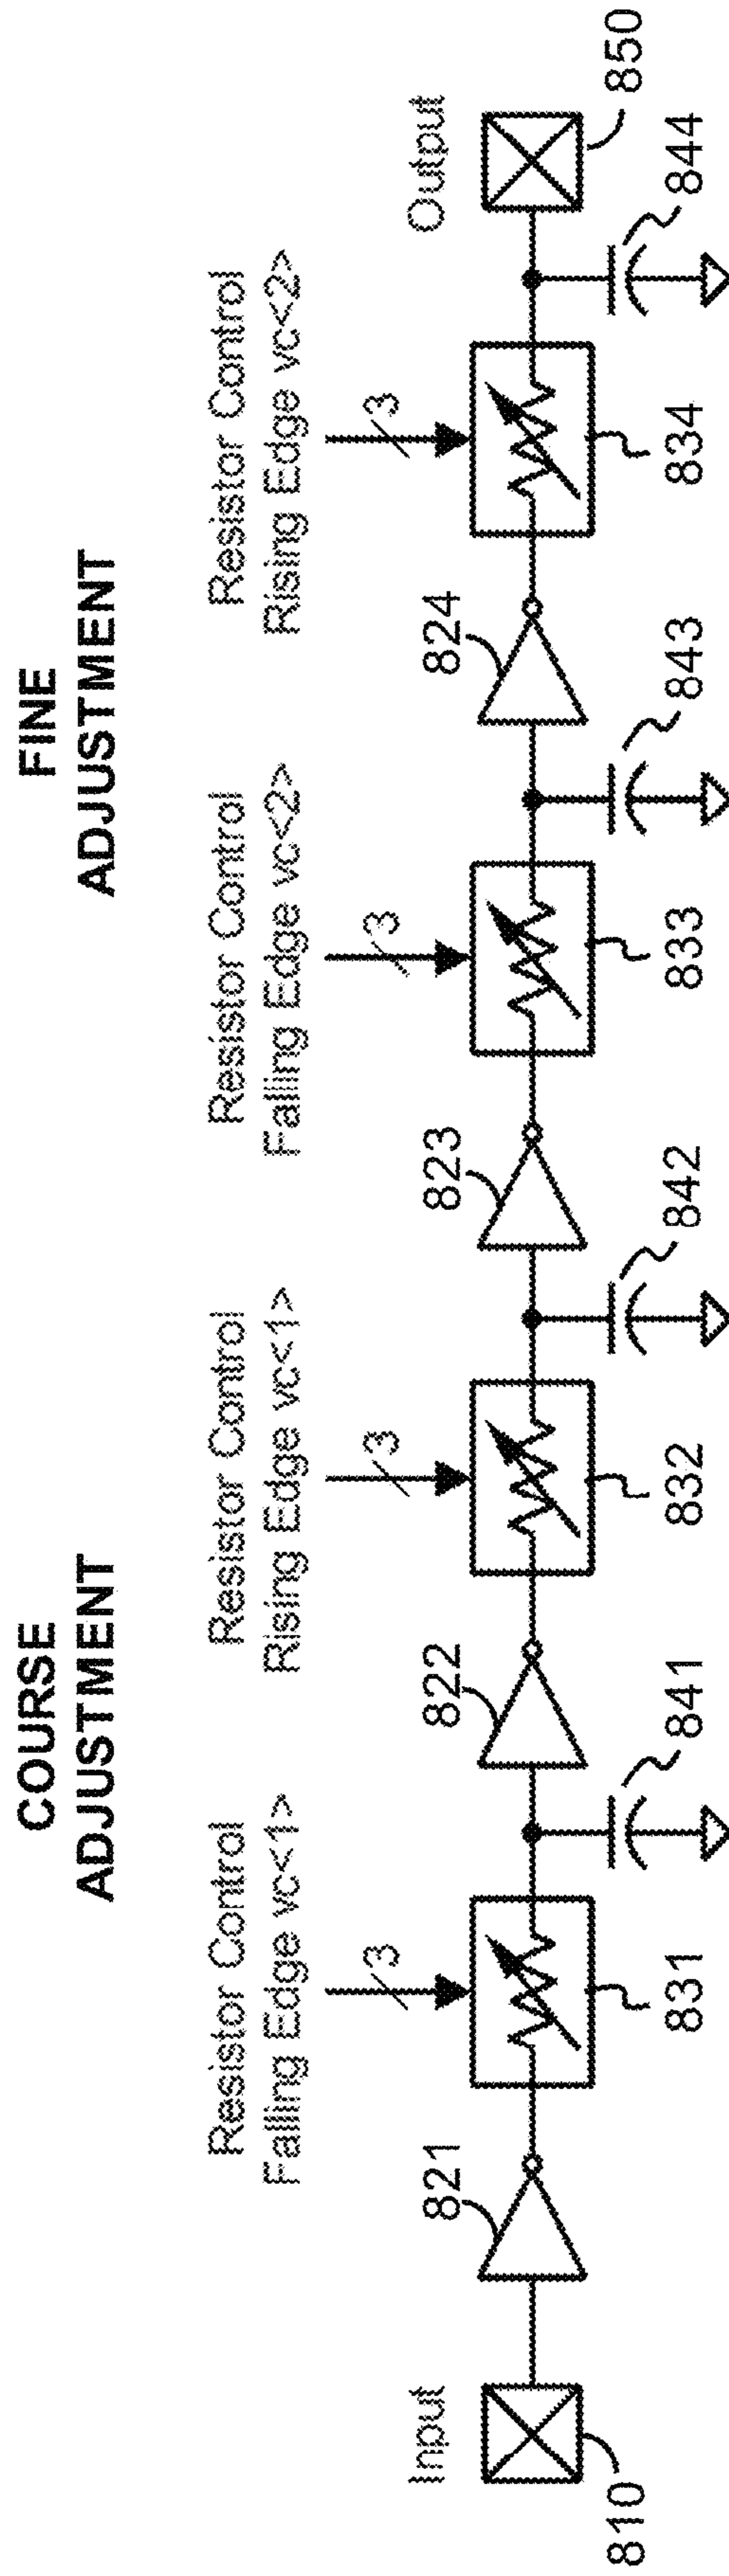 COURSE
ADJUSTMENT
FINE
ADJUSTMENT
Resistor Control
Falling Edge vc<1>
Resistor Control
Rising Edge vc<1>
Resistor Control
Falling Edge vc<2>
Resistor Control
Rising Edge vc<2>
3
3
3
3
Input
821
822
823
824
Output
810
831
841
832
842
833
843
834
844
850